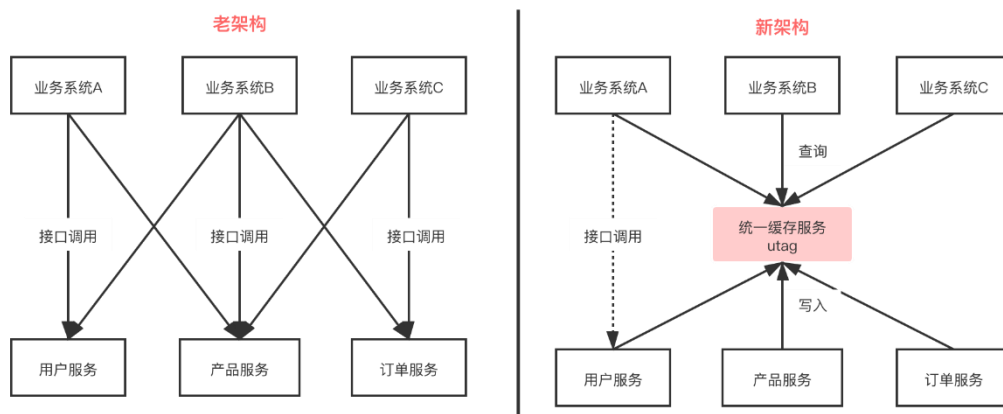 老架构
业务系统A
业务系统B
业务系统C
接口调用
接口调用
接口调用
用户服务
产品服务
订单服务
新架构
业务系统A
业务系统B
业务系统C
查询
接口调用
统一缓存服务
utag
写入
用户服务
产品服务
订单服务